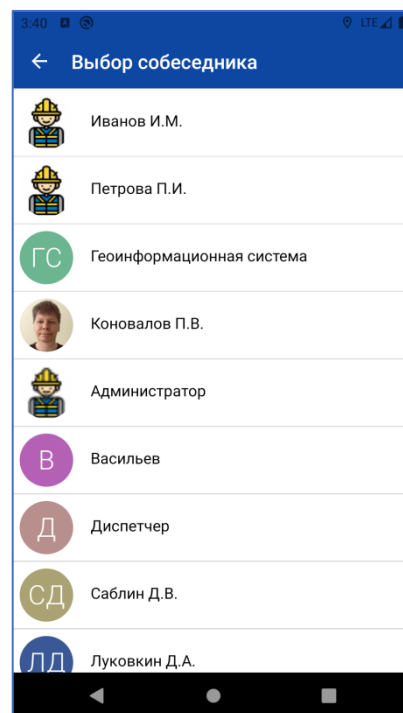 3:40 LTE
Выбор собеседника
Иванов И.М.
Петрова П.И.
ГС Геоинформационная система
Коновалов П.В.
Администратор
В Васильев
Д Диспетчер
СД Саблин Д.В.
ЛД Луковкин Д.А.